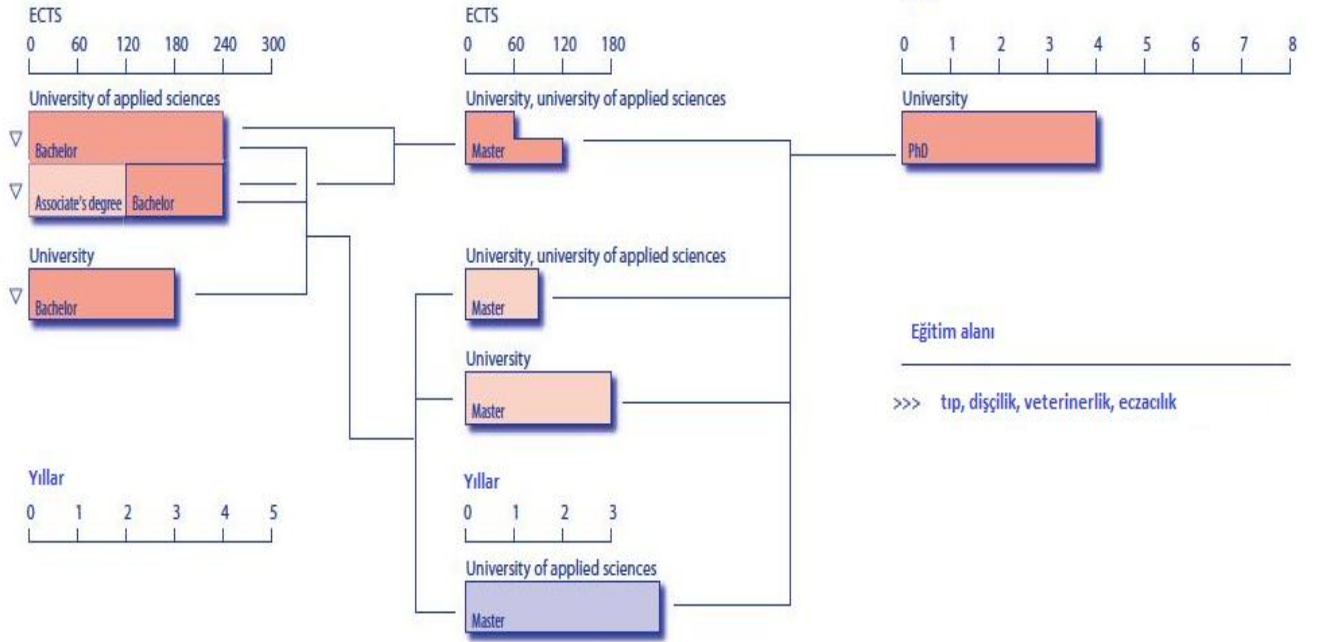 ECTS
0 60 120 180 240 300
University of applied sciences
Bachelor
Associate's degree Bachelor
University
Bachelor
Yıllar
0 1 2 3 4 5
ECTS
0 60 120 180
University, university of applied sciences
Master
University, university of applied sciences
Master
University
Master
Yıllar
0 1 2 3
University of applied sciences
Master
0 1 2 3 4 5 6 7 8
University
PhD
Eğitim alanı
>>> tıp, dişçilik, veterinerlik, eczacılık